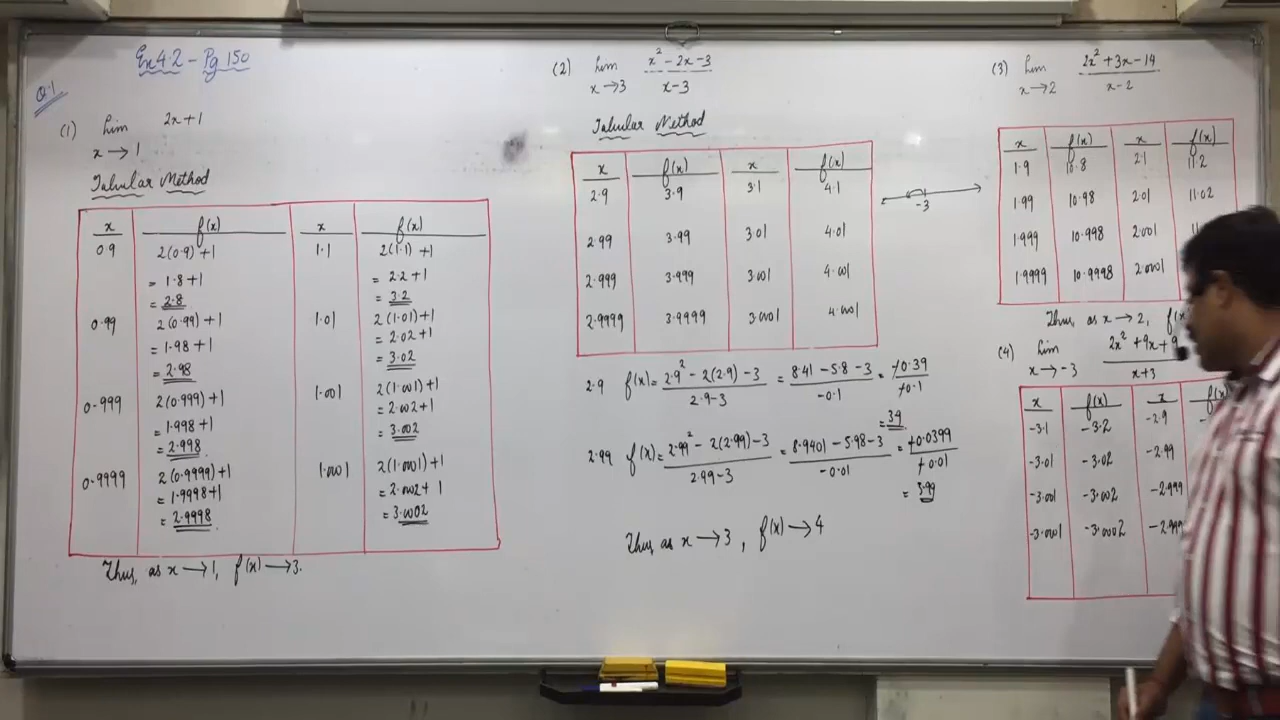 Ex 4.2 - Pg 150
Q.1
(1) Lim 2x+1
x → 1
Tabular Method
x f(x) x f(x)
0.9 2(0.9)+1 1.1 2(1.1)+1
= 1.8+1 = 2.2+1
= 2.8 = 3.2
0.99 2(0.99)+1 1.01 2(1.01)+1
= 1.98+1 = 2.02+1
= 2.98 = 3.02
0.999 2(0.999)+1 1.001 2(1.001)+1
= 1.998+1 = 2.002+1
= 2.998 = 3.002
0.9999 2(0.9999)+1 1.0001 2(1.0001)+1
= 1.9998+1 = 2.0002+1
= 2.9998 = 3.0002
Thus, as x → 1, f(x) → 3.
(2) Lim x² - 2x - 3
x → 3 x - 3
Tabular Method
x f(x) x f(x)
2.9 3.9 3.1 4.1
2.99 3.99 3.01 4.01
2.999 3.999 3.001 4.001
2.9999 3.9999 3.0001 4.0001
-3
2.9 f(x) = 2.9² - 2(2.9) - 3 = 8.41 - 5.8 - 3 = -0.39
2.9 - 3 -0.1 -0.1
= 3.9
2.99 f(x) = 2.99² - 2(2.99) - 3 = 8.9401 - 5.98 - 3 = -0.0399
2.99 - 3 -0.01 -0.01
= 3.99
Thus, as x → 3, f(x) → 4
(3) Lim 2x² + 3x - 14
x → 2 x - 2
x f(x) x f(x)
1.9 10.8 2.1 11.2
1.99 10.98 2.01 11.02
1.999 10.998 2.001
1.9999 10.9998 2.0001
Thus, as x → 2, f(x
(4) Lim 2x² + 9x + 9
x → -3 x + 3
x f(x) x
-3.1 -3.2 -2.9
-3.01 -3.02 -2.99
-3.001 -3.002 -2.999
-3.0001 -3.0002 -2.999